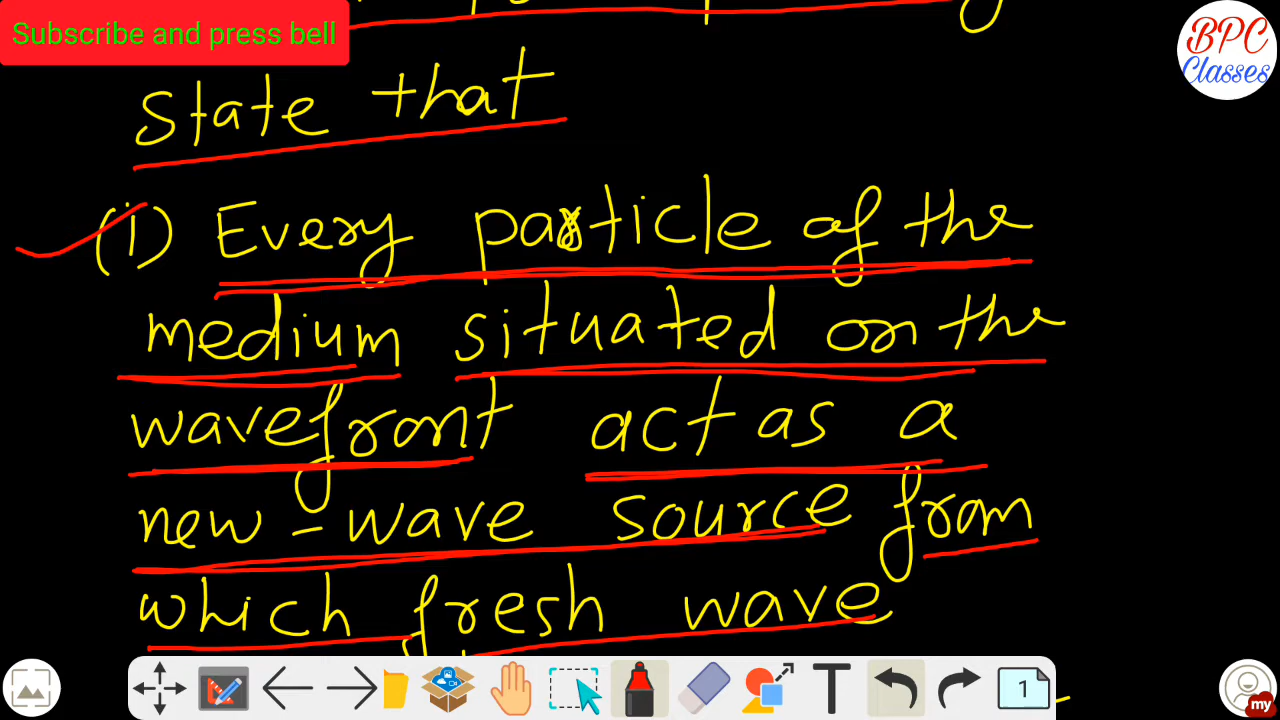 Subscribe and press bell
BPC
Classes
state that
(i) Every particle of the
medium situated on the
wavefront act as a
new-wave source from
which fresh wave
1
my